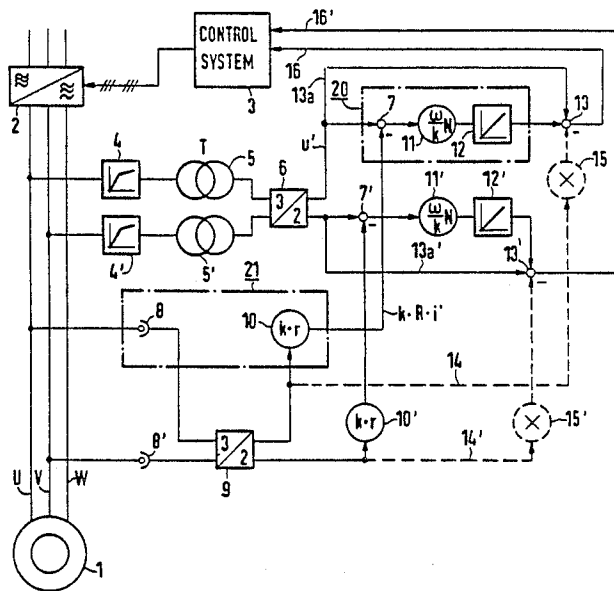 CONTROL
SYSTEM
16'
16
13a
3
2
20
7
11
ω/k N
12
13
15
4
T
5
6
3
2
u'
7'
11'
ω/k N
12'
13'
4'
5'
13a'
21
8
10
k·r
k·R·i'
14
15'
8'
3
2
9
10'
k·r
14'
U
V
W
1